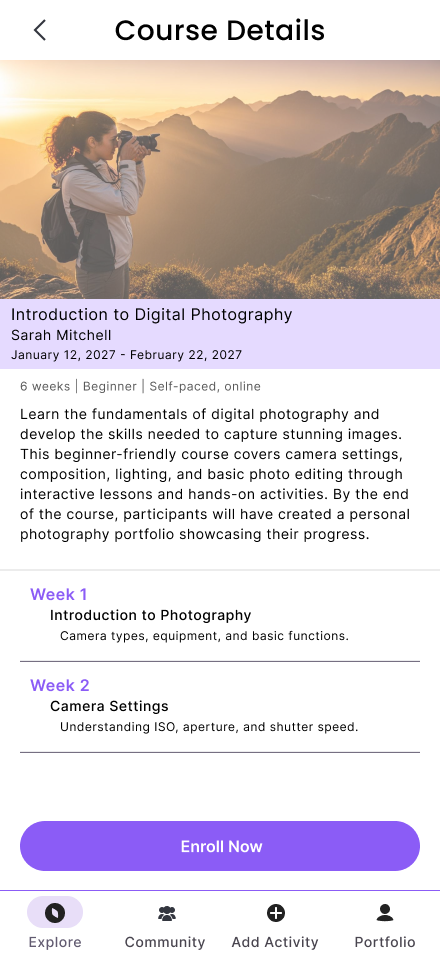 Course Details
Introduction to Digital Photography
Sarah Mitchell
January 12, 2027 - February 22, 2027
6 weeks | Beginner | Self-paced, online
Learn the fundamentals of digital photography and
develop the skills needed to capture stunning images.
This beginner-friendly course covers camera settings,
composition, lighting, and basic photo editing through
interactive lessons and hands-on activities. By the end
of the course, participants will have created a personal
photography portfolio showcasing their progress.
Week 1
Introduction to Photography
Camera types, equipment, and basic functions.
Week 2
Camera Settings
Understanding ISO, aperture, and shutter speed.
Enroll Now
Explore
Community
Add Activity
Portfolio